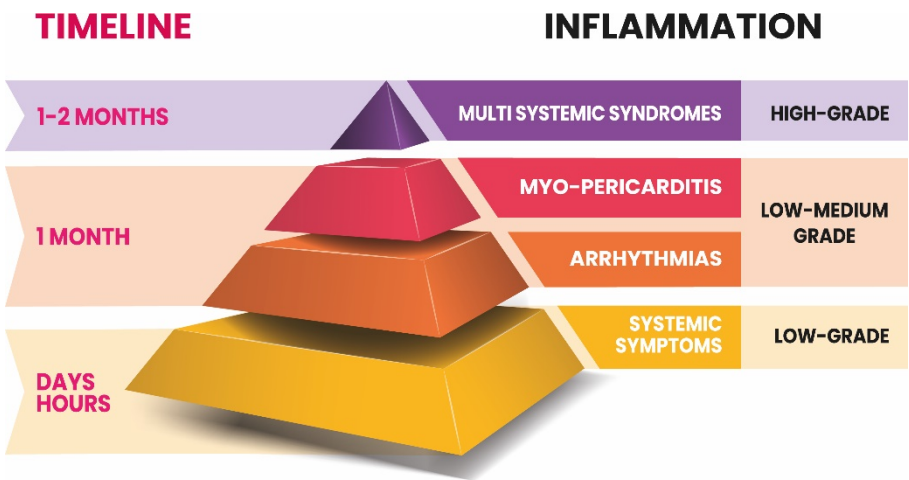 TIMELINE
INFLAMMATION
1-2 MONTHS
MULTI SYSTEMIC SYNDROMES
HIGH-GRADE
1 MONTH
MYO-PERICARDITIS
LOW-MEDIUM
GRADE
ARRHYTHMIAS
DAYS
HOURS
SYSTEMIC
SYMPTOMS
LOW-GRADE